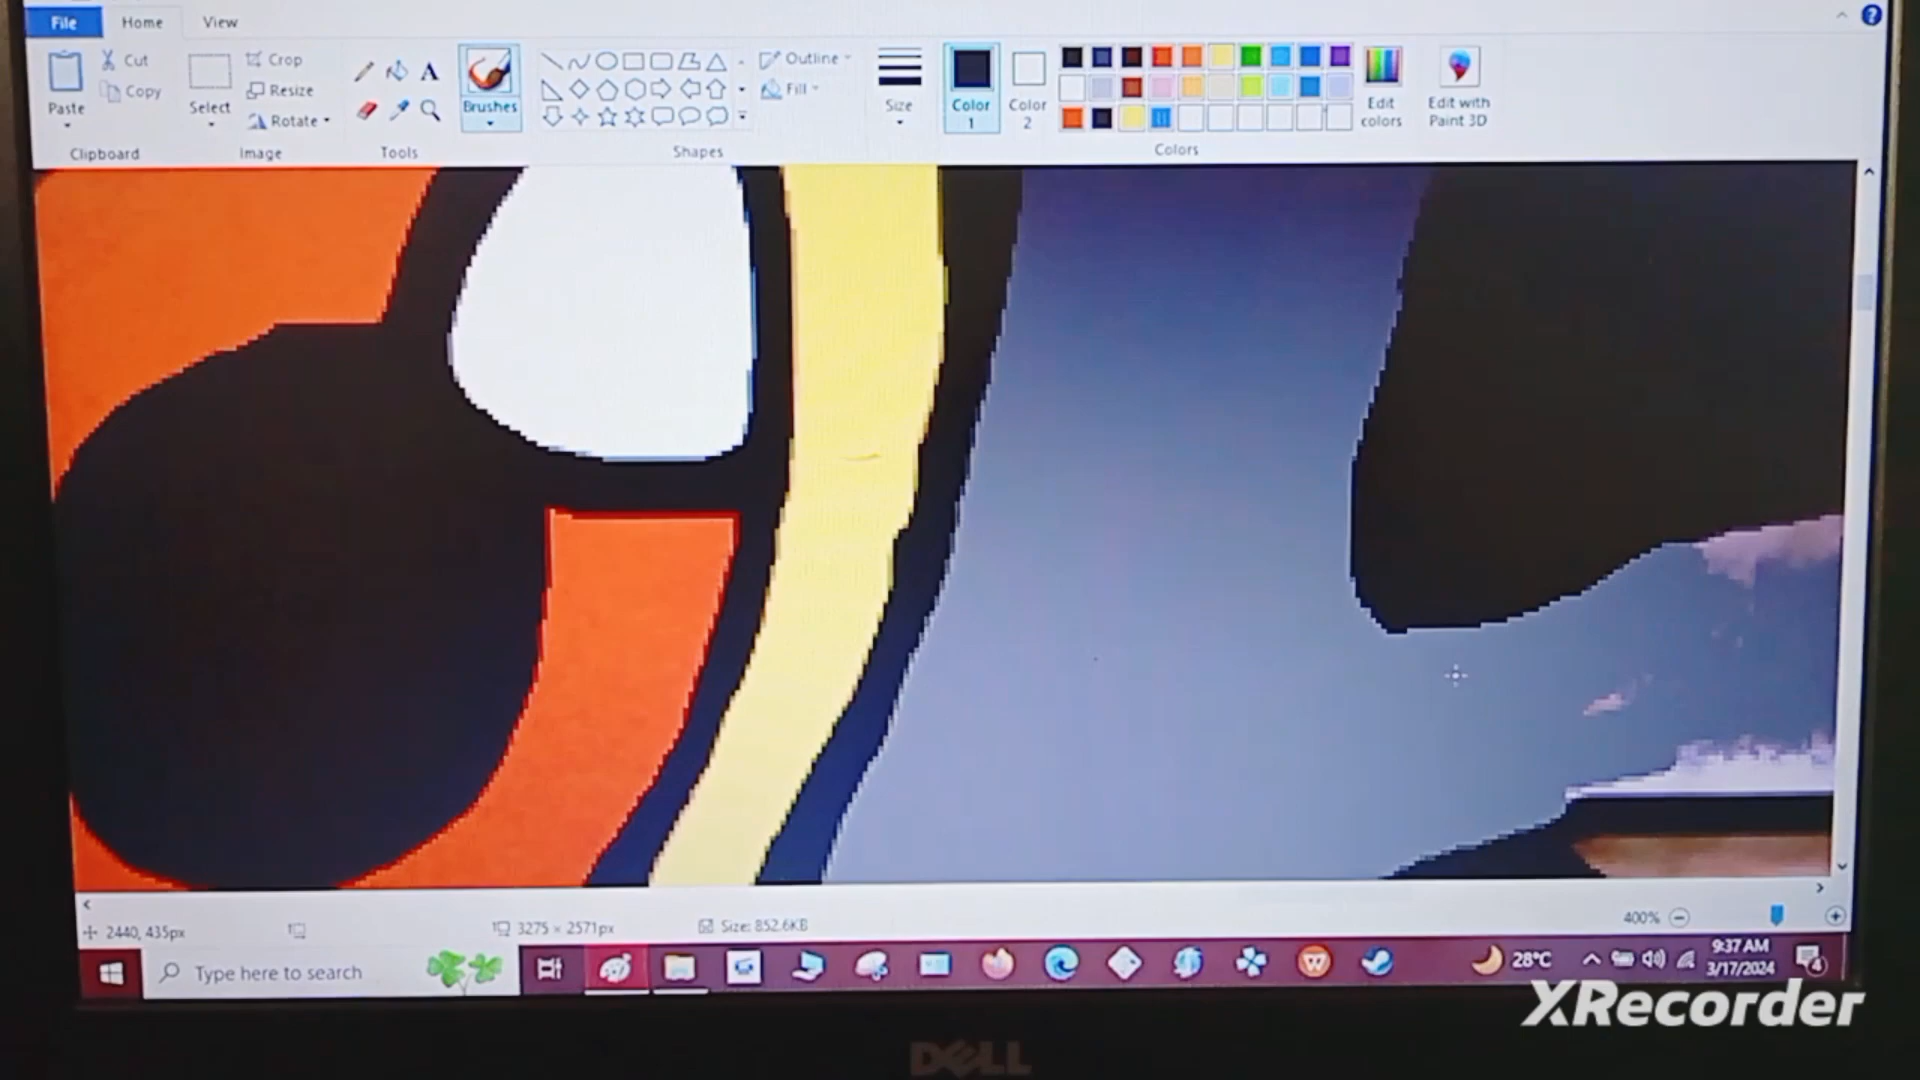 File Home View
Paste
Cut
Copy
Clipboard
Select
Crop
Resize
Rotate
Image
A
Tools
Brushes
Shapes
Outline
Fill
Size
Color
1
Color
2
Edit
colors
Edit with
Paint 3D
Colors
?
2440, 435px
3275 × 2571px
Size: 852.6KB
400%
Type here to search
W
28°C
9:37 AM
3/17/2024
4
XRecorder
DELL